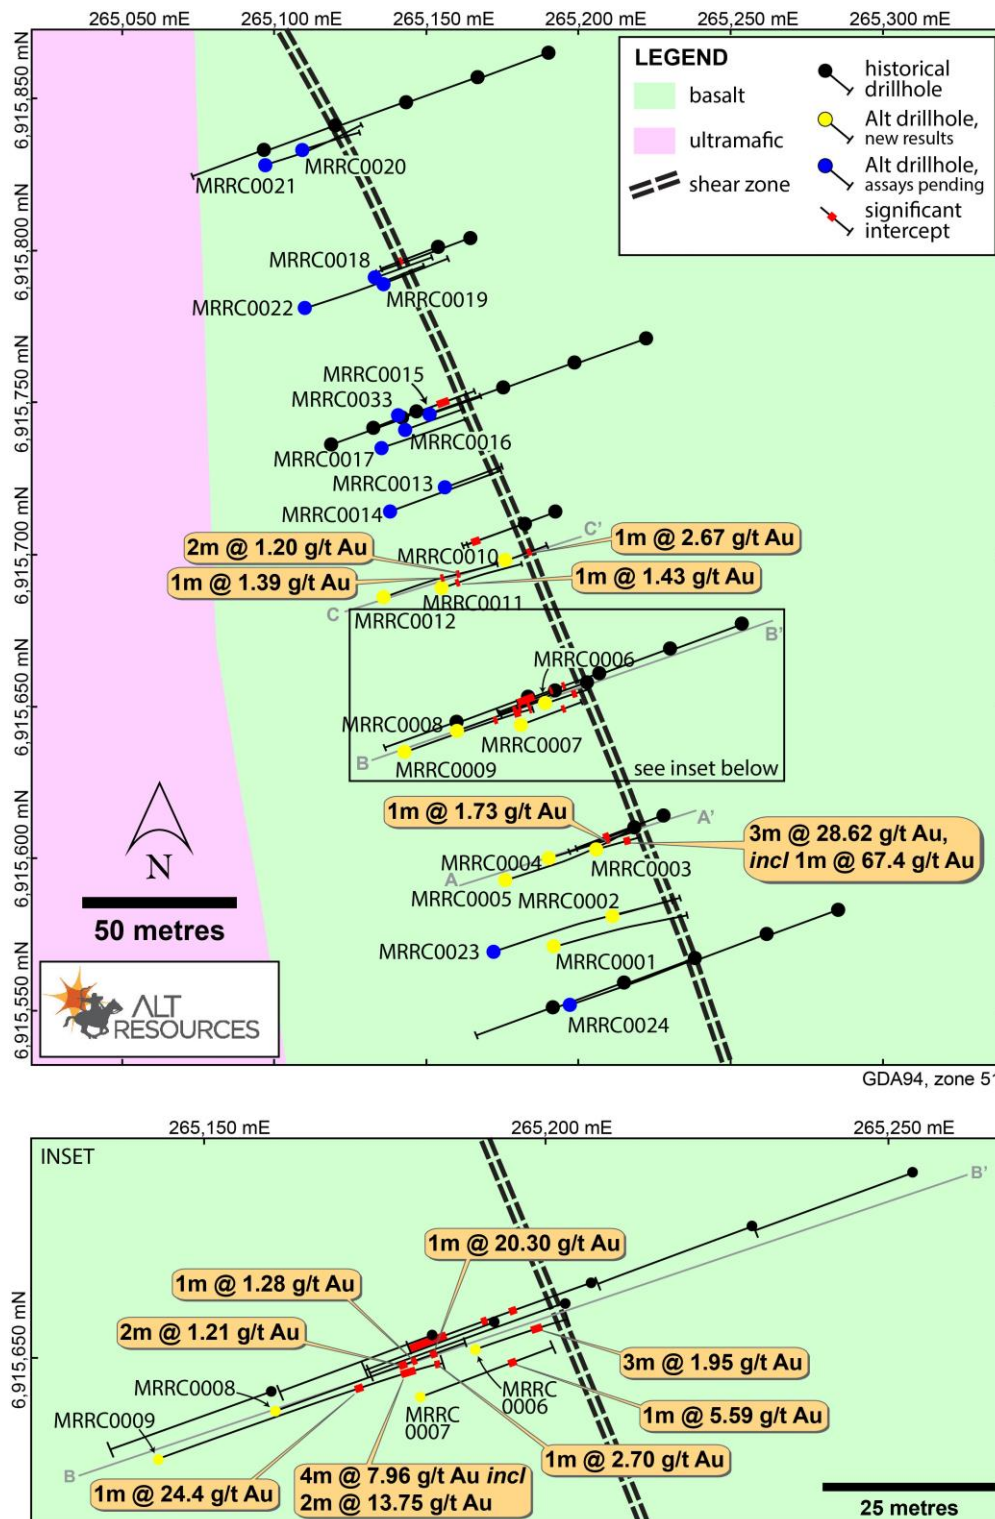 265,050 mE
265,100 mE
265,150 mE
265,200 mE
265,250 mE
265,300 mE
6,915,850 mN
6,915,800 mN
6,915,750 mN
6,915,700 mN
6,915,650 mN
6,915,600 mN
6,915,550 mN
LEGEND
basalt
ultramafic
shear zone
historical
drillhole
Alt drillhole,
new results
Alt drillhole,
assays pending
significant
intercept
MRRC0020
MRRC0021
MRRC0018
MRRC0019
MRRC0022
MRRC0015
MRRC0033
MRRC0016
MRRC0017
MRRC0013
MRRC0014
C'
2m @ 1.20 g/t Au
MRRC0010
1m @ 2.67 g/t Au
1m @ 1.39 g/t Au
1m @ 1.43 g/t Au
MRRC0011
C
MRRC0012
B'
MRRC0006
MRRC0008
MRRC0007
B
MRRC0009
see inset below
1m @ 1.73 g/t Au
A'
3m @ 28.62 g/t Au,
incl 1m @ 67.4 g/t Au
MRRC0004
MRRC0003
A
MRRC0005
MRRC0002
MRRC0023
MRRC0001
MRRC0024
N
50 metres
ALT
RESOURCES
GDA94, zone 51
265,150 mE
265,200 mE
265,250 mE
INSET
B'
1m @ 20.30 g/t Au
1m @ 1.28 g/t Au
2m @ 1.21 g/t Au
6,915,650 mN
3m @ 1.95 g/t Au
MRRC0008
MRRC
0006
MRRC0009
MRRC
0007
1m @ 5.59 g/t Au
1m @ 2.70 g/t Au
B
1m @ 24.4 g/t Au
4m @ 7.96 g/t Au incl
2m @ 13.75 g/t Au
25 metres